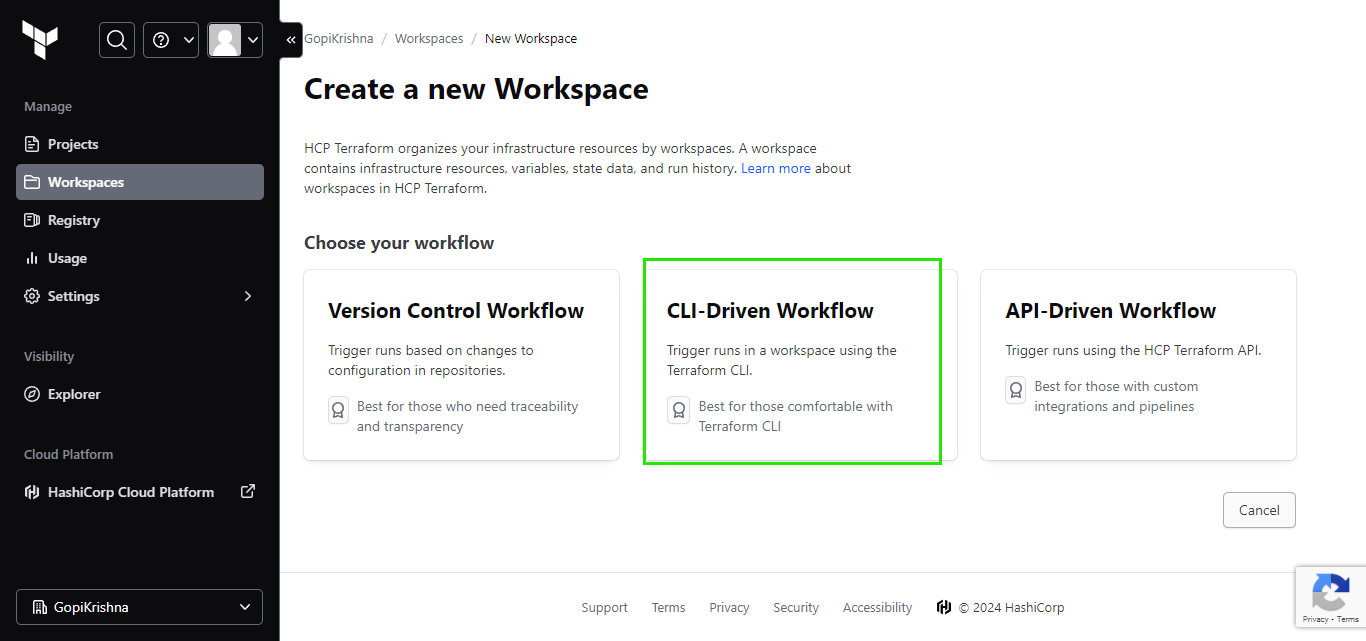 Manage
Projects
Workspaces
Registry
Usage
Settings
Visibility
Explorer
Cloud Platform
HashiCorp Cloud Platform
GopiKrishna
GopiKrishna / Workspaces / New Workspace
Create a new Workspace
HCP Terraform organizes your infrastructure resources by workspaces. A workspace
contains infrastructure resources, variables, state data, and run history. Learn more about
workspaces in HCP Terraform.
Choose your workflow
Version Control Workflow
Trigger runs based on changes to
configuration in repositories.
Best for those who need traceability
and transparency
CLI-Driven Workflow
Trigger runs in a workspace using the
Terraform CLI.
Best for those comfortable with
Terraform CLI
API-Driven Workflow
Trigger runs using the HCP Terraform API.
Best for those with custom
integrations and pipelines
Cancel
Support Terms Privacy Security Accessibility © 2024 HashiCorp
Privacy - Terms